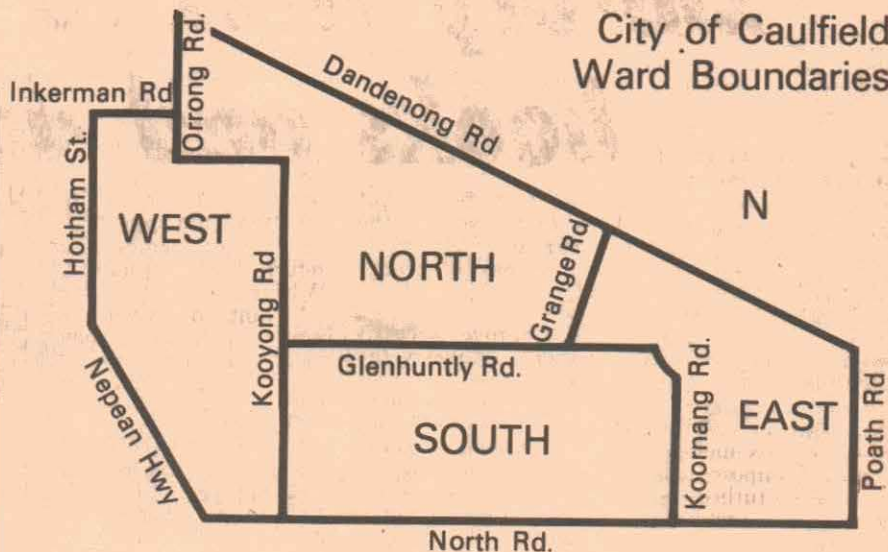 City of Caulfield
Ward Boundaries
Orrong Rd.
Dandenong Rd
Inkerman Rd
Hotham St.
WEST
N
Kooyong Rd
NORTH
Grange Rd
Glenhuntly Rd.
Nepean Hwy
SOUTH
Koornang Rd.
EAST
Poath Rd
North Rd.